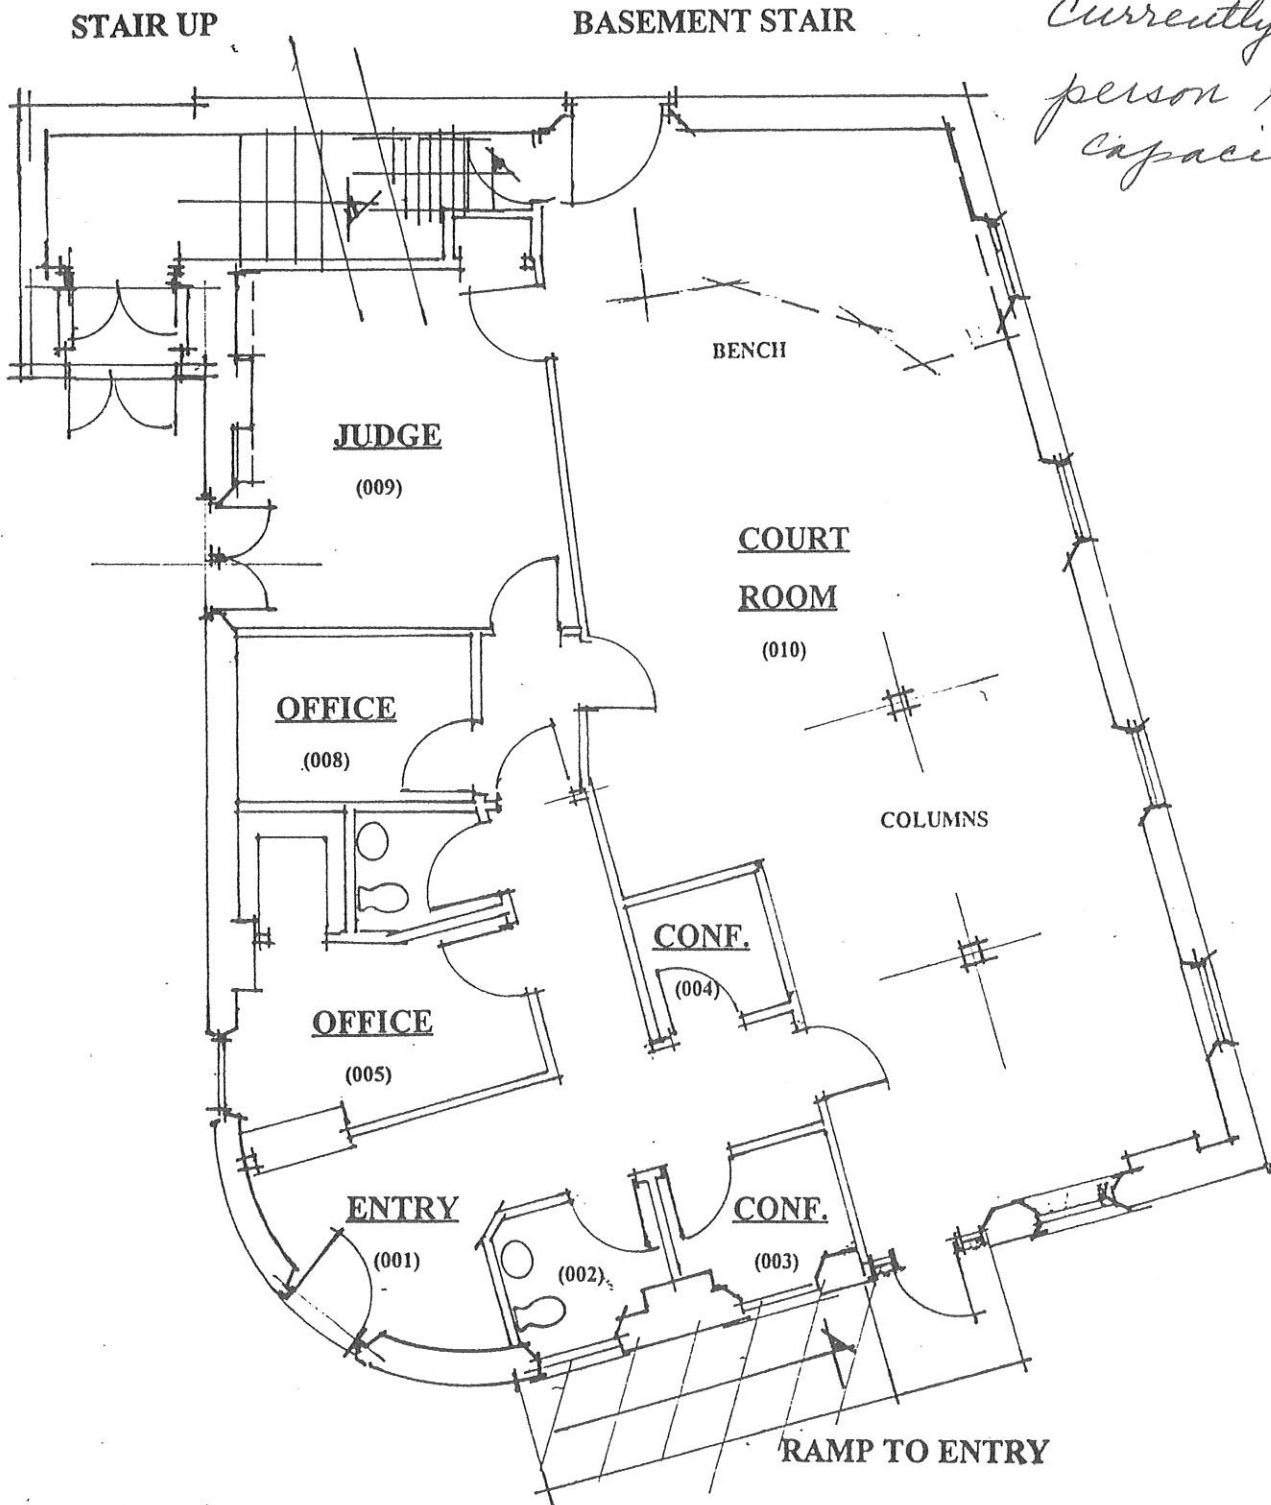 STAIR UP
BASEMENT STAIR
Currently
person
BENCH
JUDGE
(009)
COURT
ROOM
(010)
OFFICE
(008)
COLUMNS
CONF.
(004)
OFFICE
(005)
ENTRY
(001)
(002)
CONF.
(003)
RAMP TO ENTRY